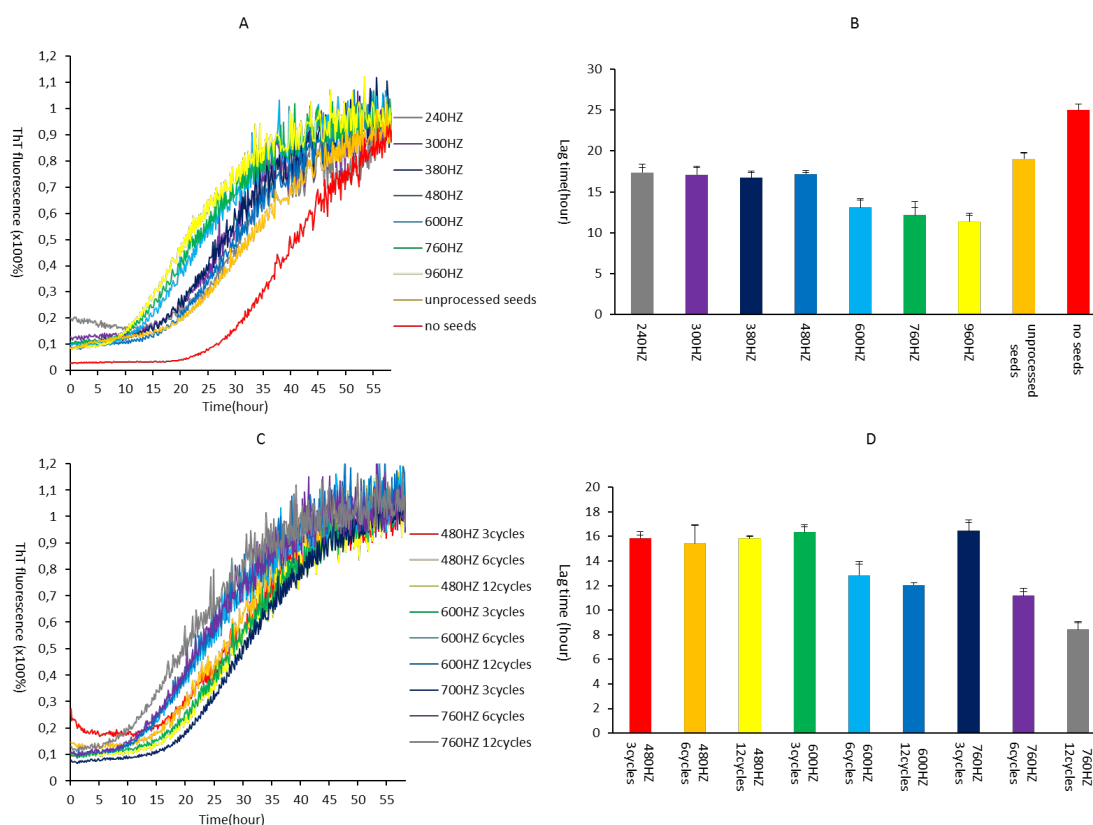 A
1,2
1,1
1
0,9
0,8
0,7
0,6
0,5
0,4
0,3
0,2
0,1
0
ThT fluorescence (x100%)
0 5 10 15 20 25 30 35 40 45 50 55
Time(hour)
240HZ
300HZ
380HZ
480HZ
600HZ
760HZ
960HZ
unprocessed seeds
no seeds
B
30
25
20
15
10
5
0
Lag time(hour)
240HZ
300HZ
380HZ
480HZ
600HZ
760HZ
960HZ
unprocessed
seeds
no seeds
C
1,2
1,1
1
0,9
0,8
0,7
0,6
0,5
0,4
0,3
0,2
0,1
0
ThT fluorescence (x100%)
0 5 10 15 20 25 30 35 40 45 50 55
Time(hour)
480HZ 3cycles
480HZ 6cycles
480HZ 12cycles
600HZ 3cycles
600HZ 6cycles
600HZ 12cycles
700HZ 3cycles
760HZ 6cycles
760HZ 12cycles
D
20
18
16
14
12
10
8
6
4
2
0
Lag time (hour)
480HZ
3cycles
480HZ
6cycles
480HZ
12cycles
600HZ
3cycles
600HZ
6cycles
600HZ
12cycles
760HZ
3cycles
760HZ
6cycles
760HZ
12cycles